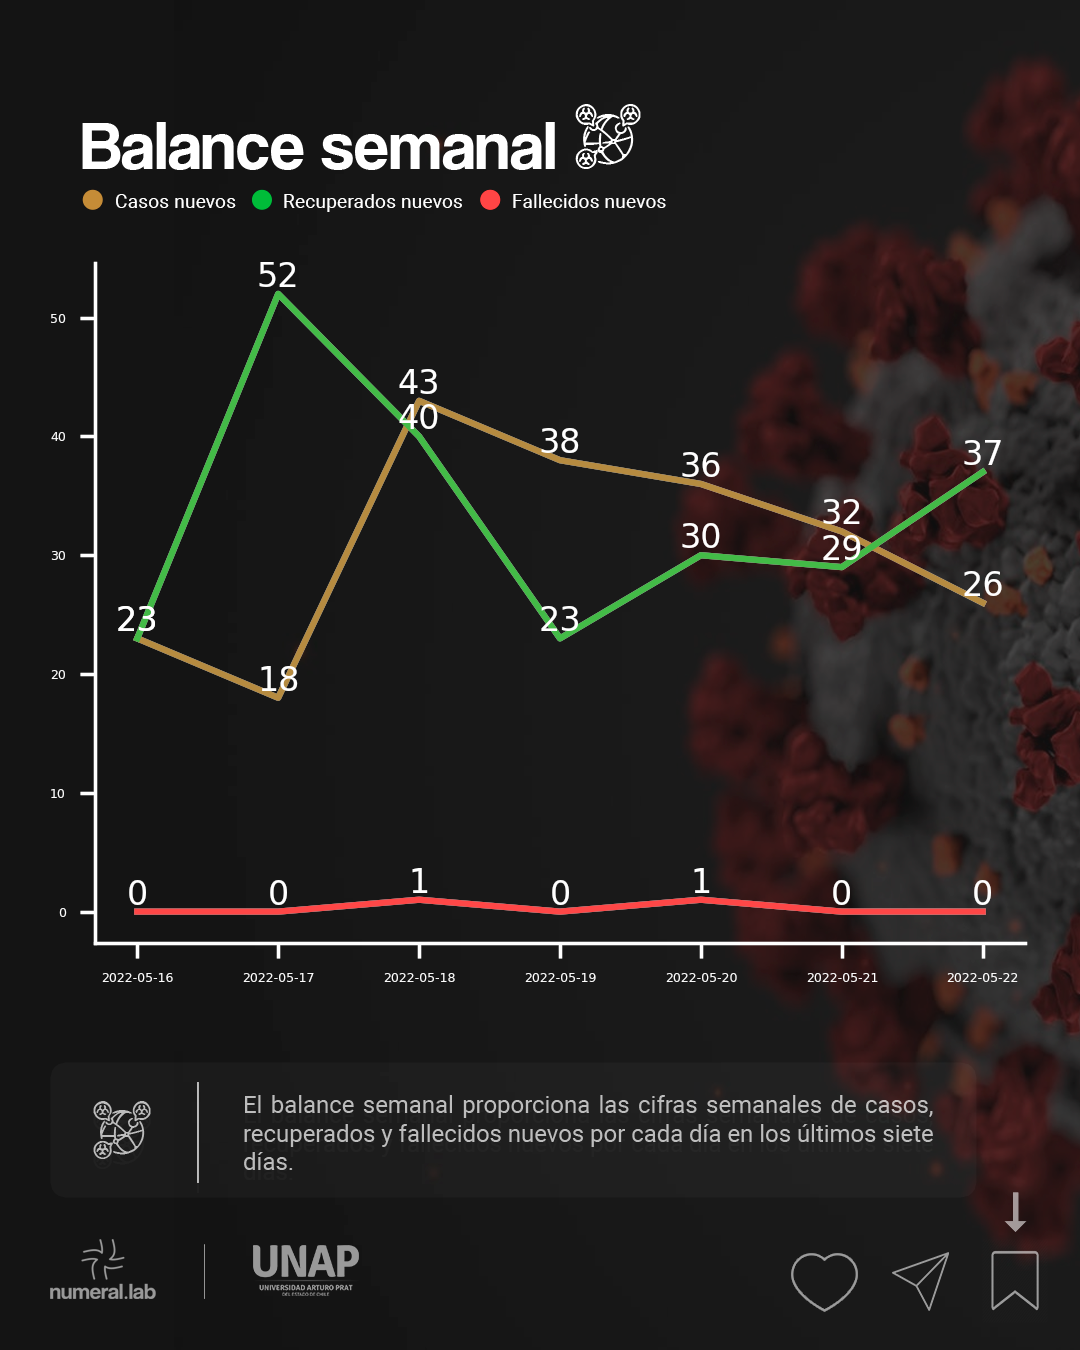 Balance semanal
Casos nuevos Recuperados nuevos Fallecidos nuevos
52
50
43
40
40
38
37
36
32
30
30
29
26
23
23
20
18
10
0
0
0
1
0
1
0
0
2022-05-16 2022-05-17 2022-05-18 2022-05-19 2022-05-20 2022-05-21 2022-05-22
El balance semanal proporciona las cifras semanales de casos,
recuperados y fallecidos nuevos por cada día en los últimos siete
días.
numeral.lab
UNAP
UNIVERSIDAD ARTURO PRAT
DEL ESTADO DE CHILE